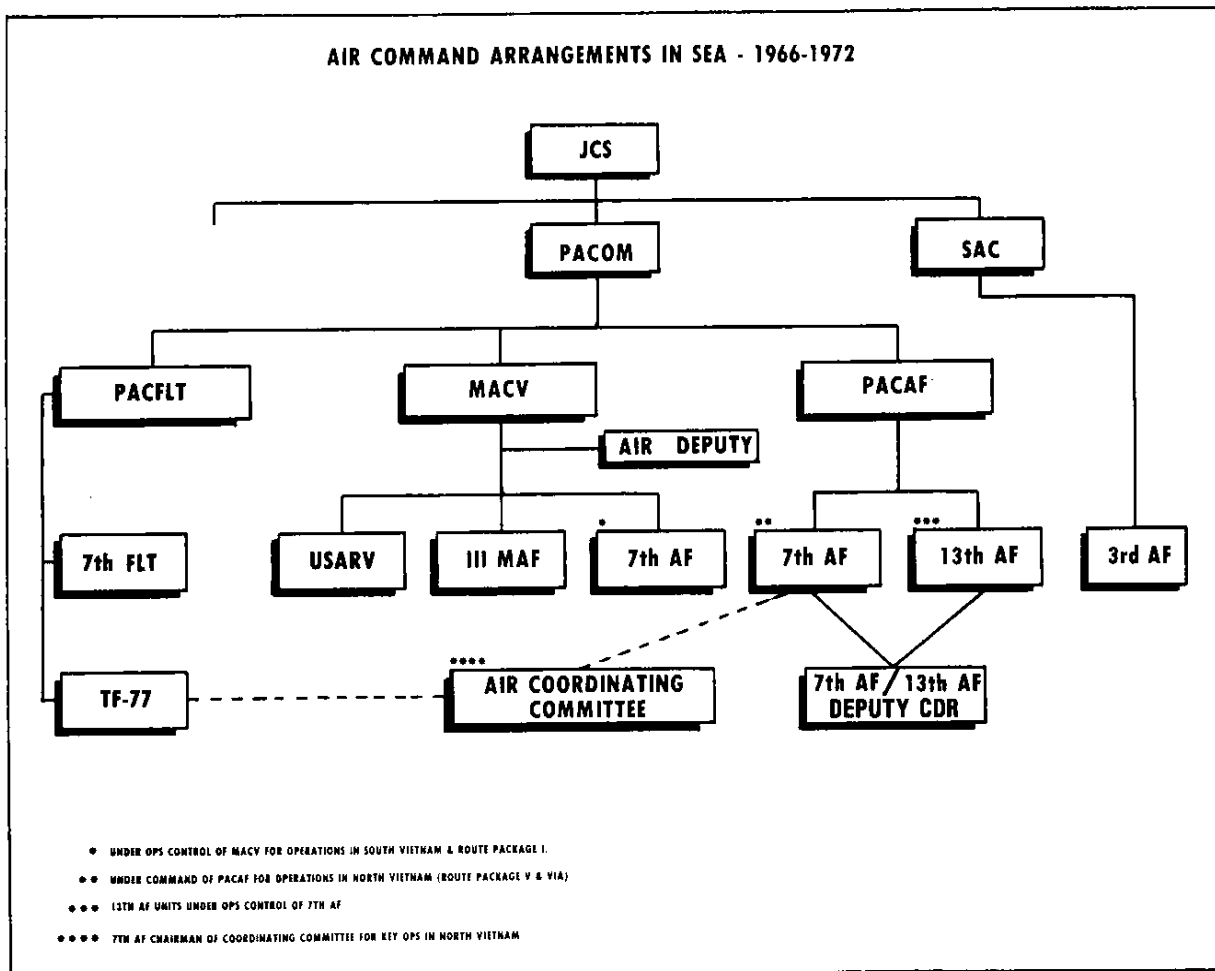 AIR COMMAND ARRANGEMENTS IN SEA - 1966-1972
JCS
PACOM
SAC
PACFLT
MACV
PACAF
AIR DEPUTY
7th FLT
USARV
III MAF
*
7th AF
**
7th AF
***
13th AF
3rd AF
TF-77
****
AIR COORDINATING
COMMITTEE
7th AF / 13th AF
DEPUTY CDR
* UNDER OPS CONTROL OF MACV FOR OPERATIONS IN SOUTH VIETNAM & ROUTE PACKAGE I.
** UNDER COMMAND OF PACAF FOR OPERATIONS IN NORTH VIETNAM (ROUTE PACKAGE V & VIA)
*** 13TH AF UNITS UNDER OPS CONTROL OF 7TH AF
**** 7TH AF CHAIRMAN OF COORDINATING COMMITTEE FOR KEY OPS IN NORTH VIETNAM